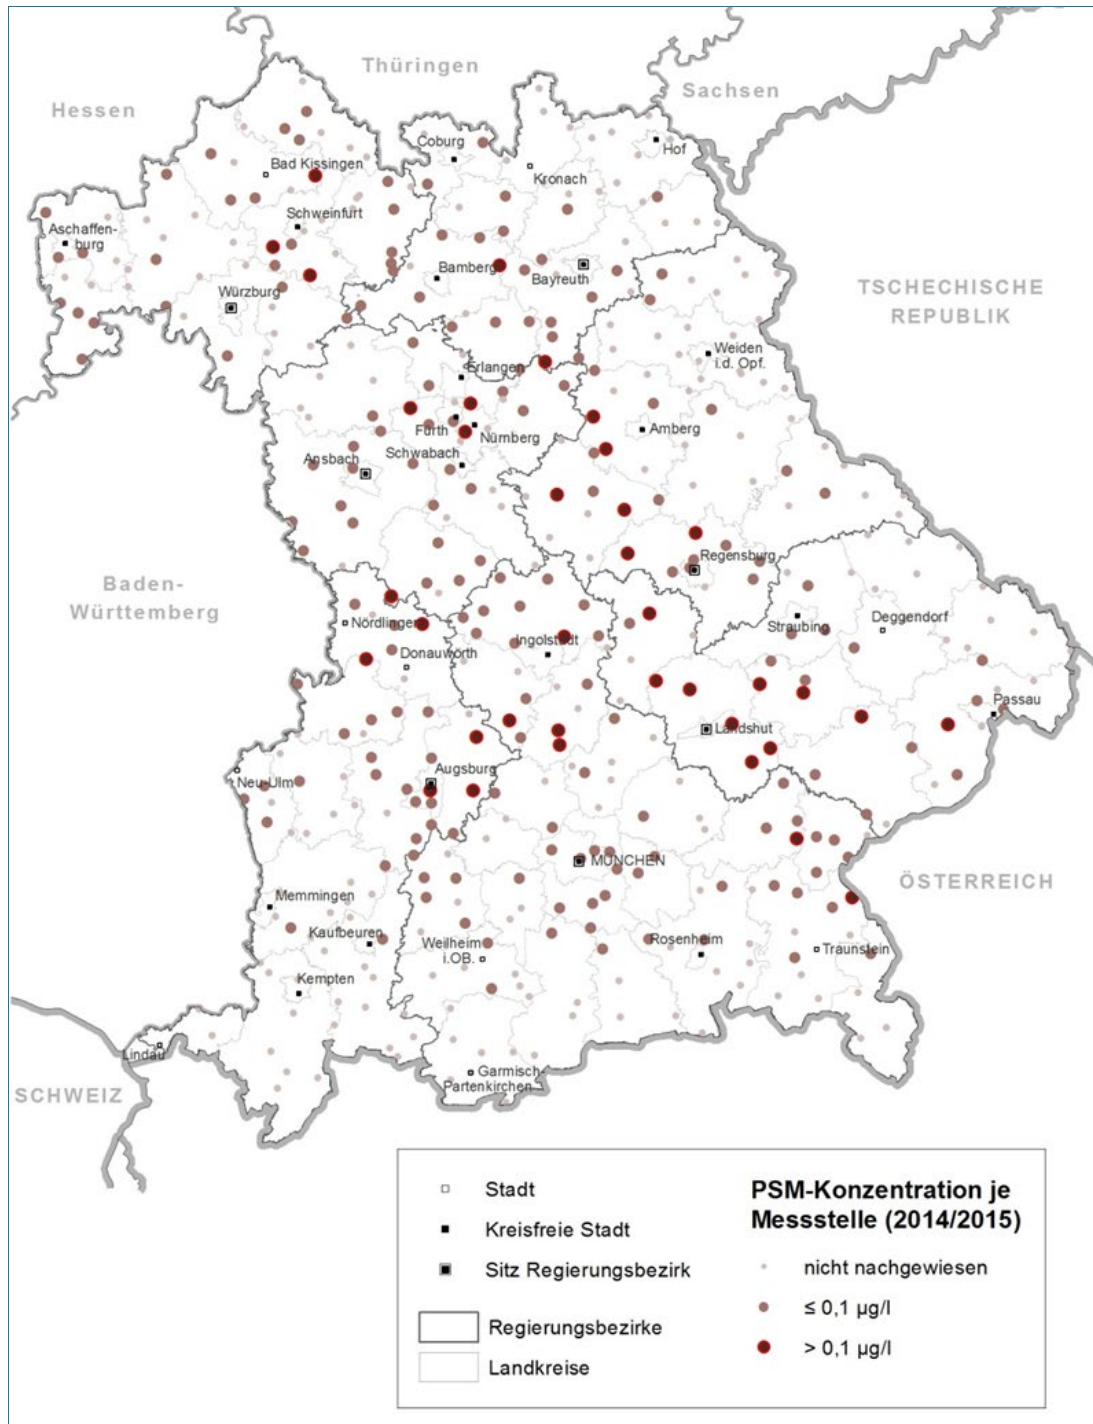 Thüringen
Sachsen
Hessen
Coburg
Hof
Kronach
Bad Kissingen
Schweinfurt
Aschaffen-
burg
Bamberg
Bayreuth
Würzburg
TSCHECHISCHE
REPUBLIK
Weiden
i.d. Opf.
Erlangen
Fürth
Nürnberg
Amberg
Schwabach
Ansbach
Regensburg
Baden-
Württemberg
Nördlingen
Straubing
Deggendorf
Ingolstadt
Donauwörth
Passau
Landshut
Augsburg
Neu-Ulm
MÜNCHEN
ÖSTERREICH
Memmingen
Kaufbeuren
Weilheim
i.OB.
Rosenheim
Traunstein
Kempten
Lindau
Garmisch-
Partenkirchen
SCHWEIZ
Stadt
Kreisfreie Stadt
Sitz Regierungsbezirk
Regierungsbezirke
Landkreise
PSM-Konzentration je
Messstelle (2014/2015)
nicht nachgewiesen
≤ 0,1 µg/l
> 0,1 µg/l